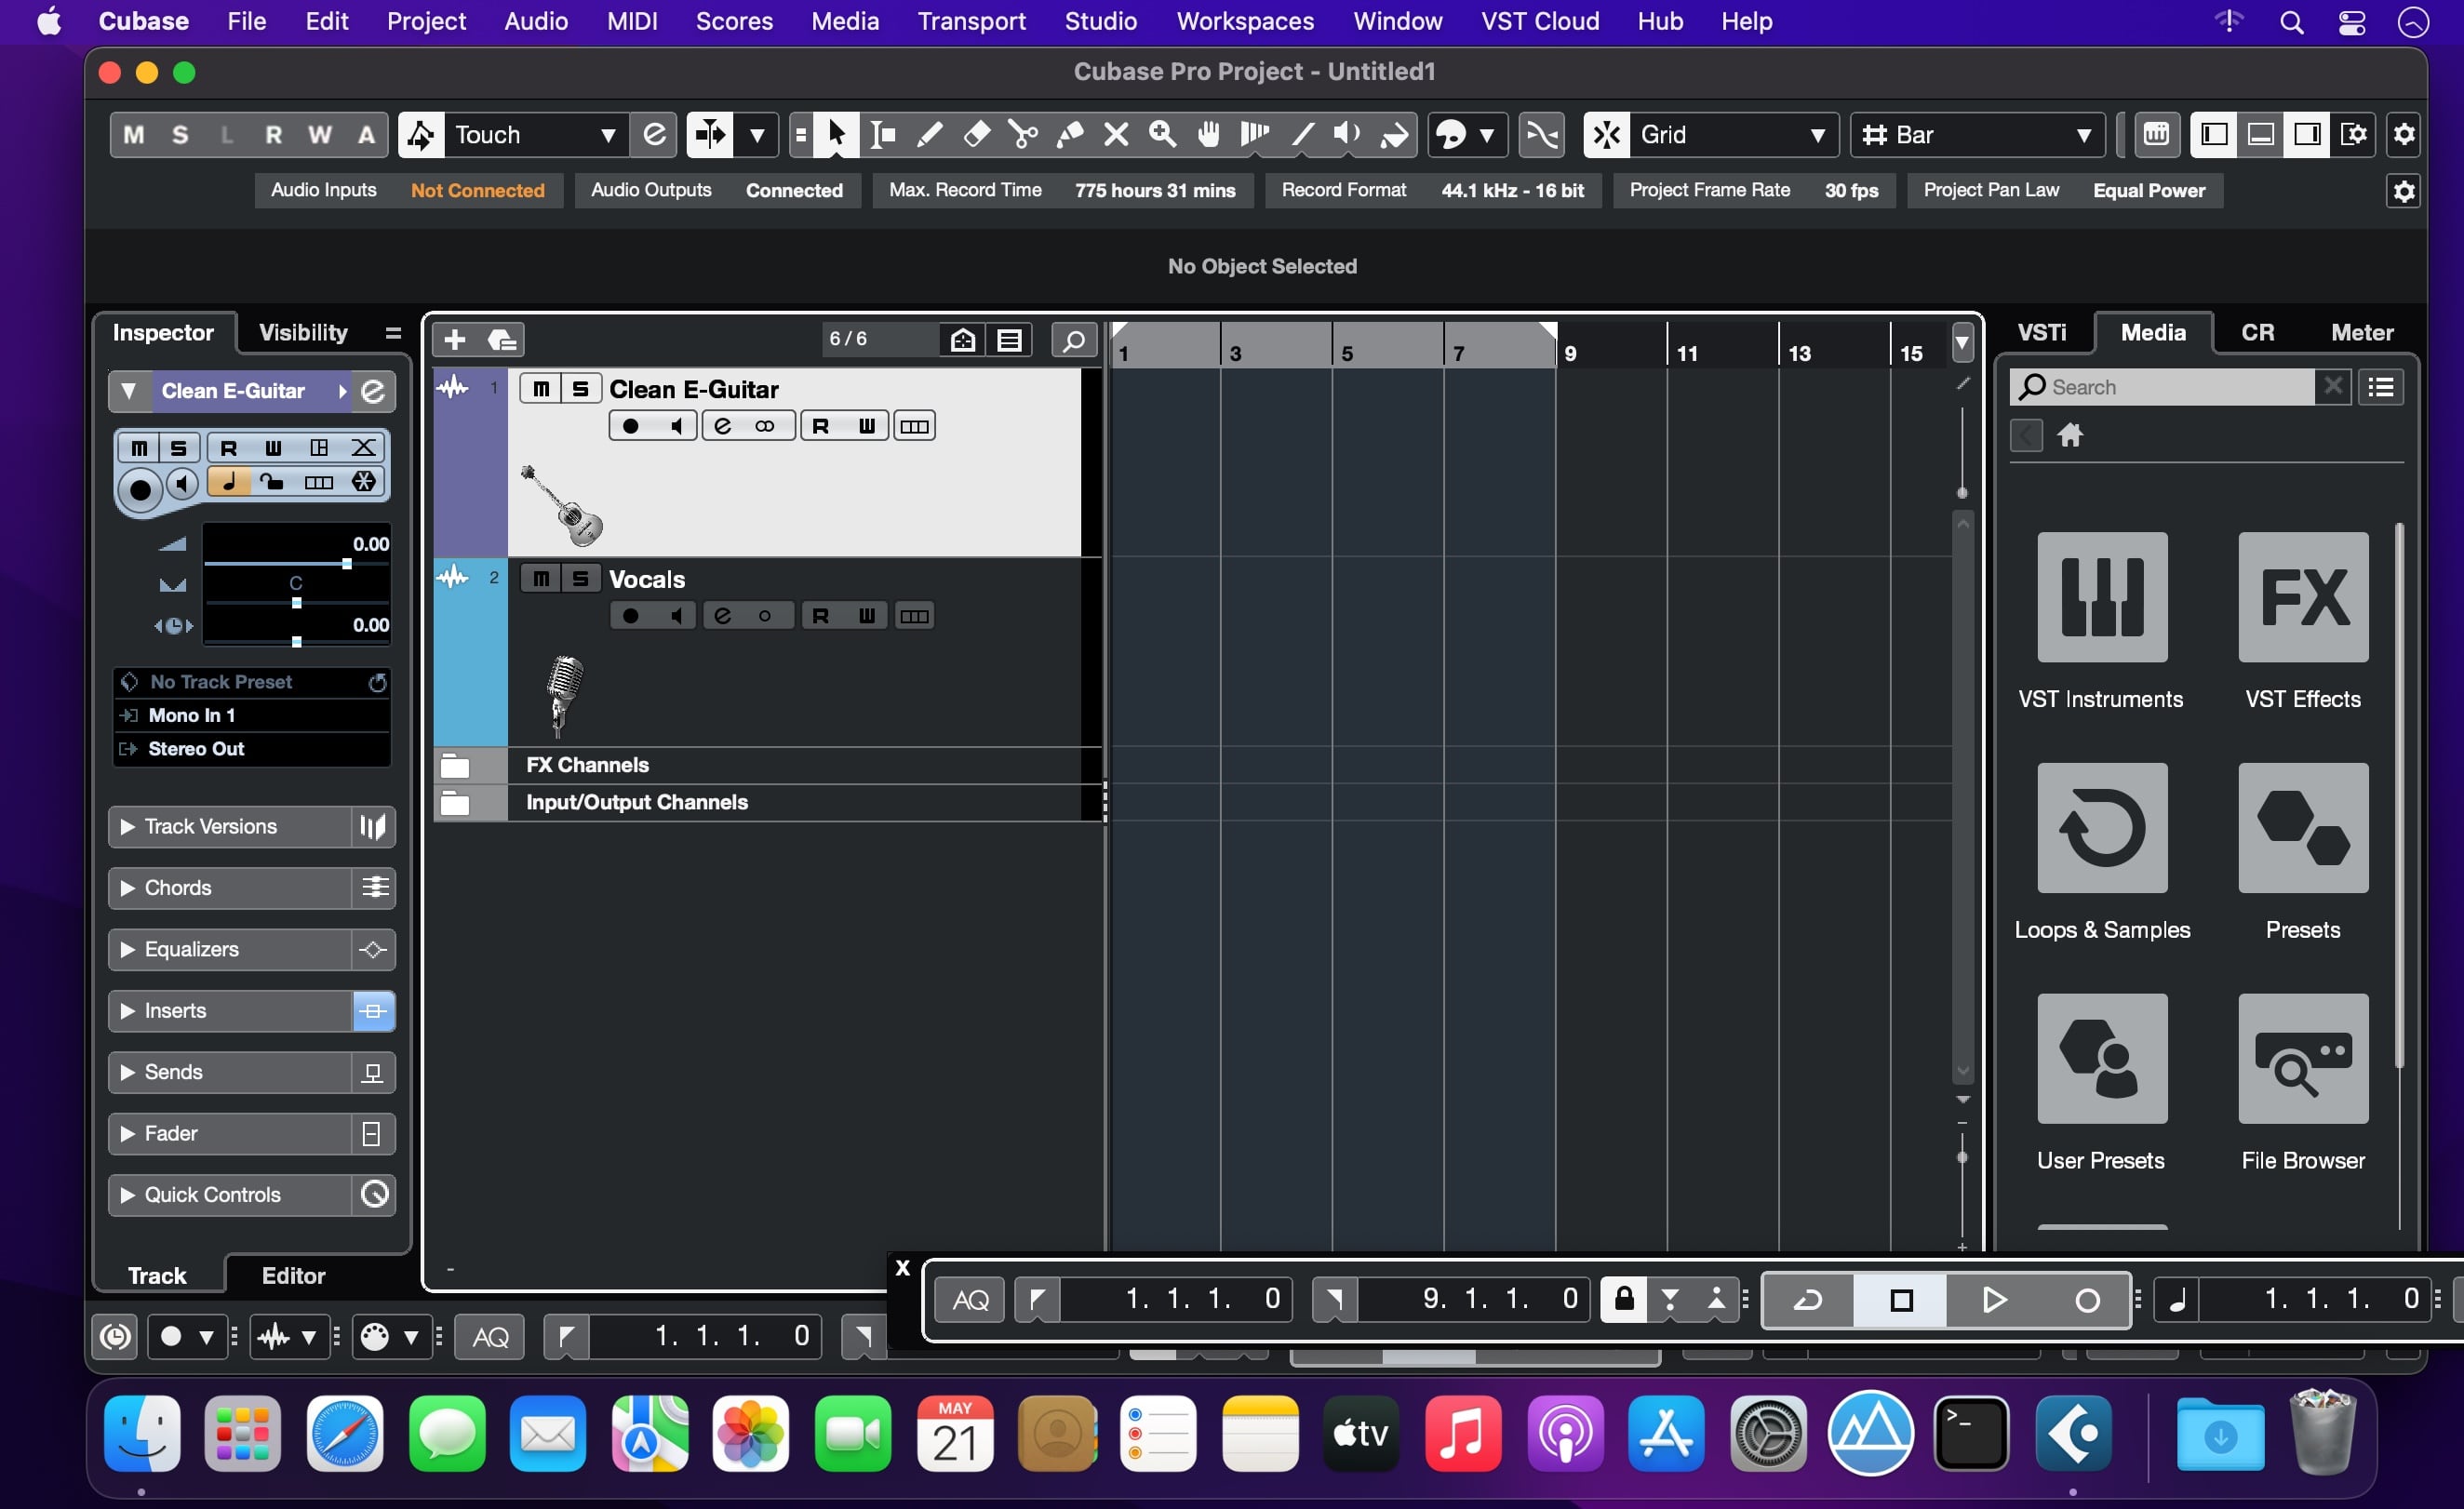 Cubase File Edit Project Audio MIDI Scores Media Transport Studio Workspaces Window VST Cloud Hub Help
Cubase Pro Project - Untitled1
M S L R W A Touch Grid Bar
Audio Inputs Not Connected Audio Outputs Connected Max. Record Time 775 hours 31 mins Record Format 44.1 kHz - 16 bit Project Frame Rate 30 fps Project Pan Law Equal Power
No Object Selected
Inspector Visibility
6 / 6
1 3 5 7 9 11 13 15
VSTi Media CR Meter
Clean E-Guitar
M S R W
0.00
C
0.00
No Track Preset
Mono In 1
Stereo Out
Track Versions
Chords
Equalizers
Inserts
Sends
Fader
Quick Controls
Track Editor
1 M S Clean E-Guitar
R W
2 M S Vocals
R W
FX Channels
Input/Output Channels
Search
VST Instruments
FX
VST Effects
Loops & Samples
Presets
User Presets
File Browser
X
AQ 1. 1. 1. 0 9. 1. 1. 0 1. 1. 1. 0
AQ 1. 1. 1. 0
MAY
21
tv
>_